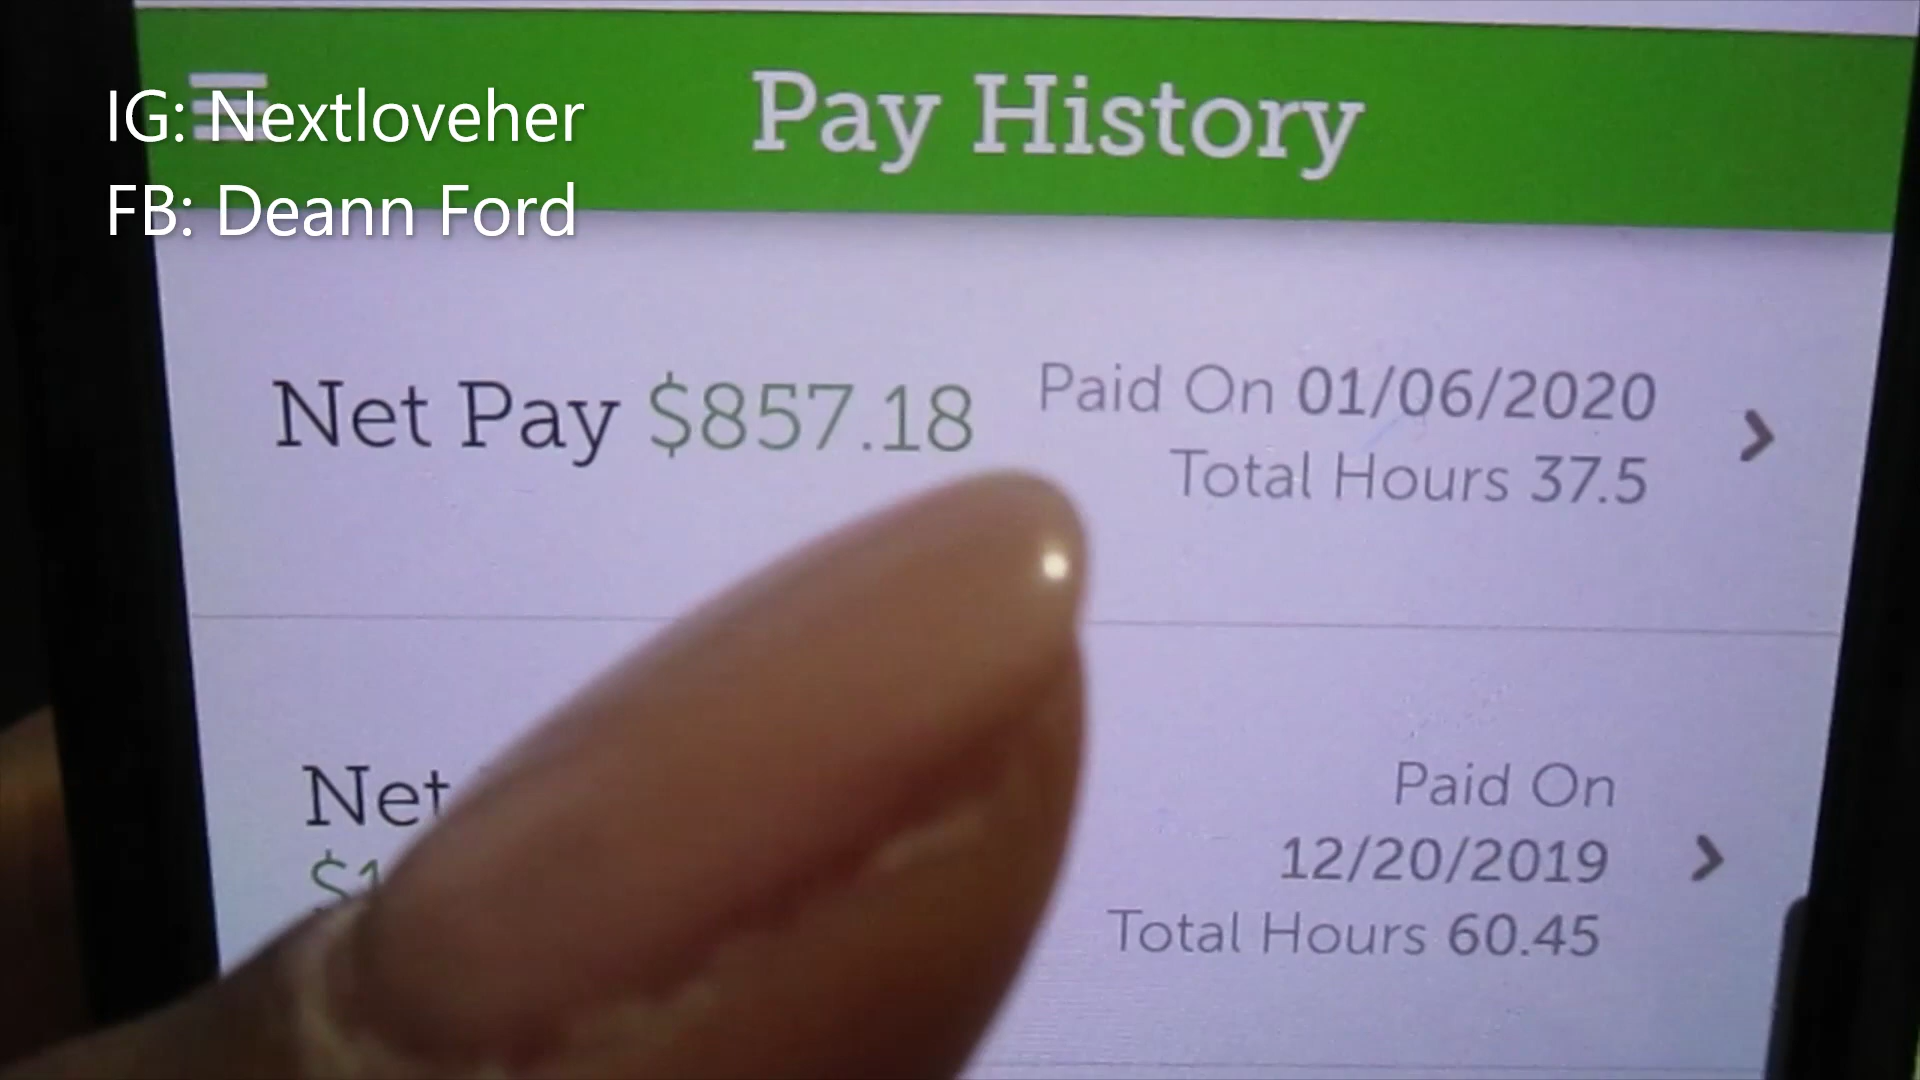 IG: Nextloveher
FB: Deann Ford
Pay History
Net Pay $857.18
Paid On 01/06/2020
Total Hours 37.5
Net
Paid On
12/20/2019
Total Hours 60.45